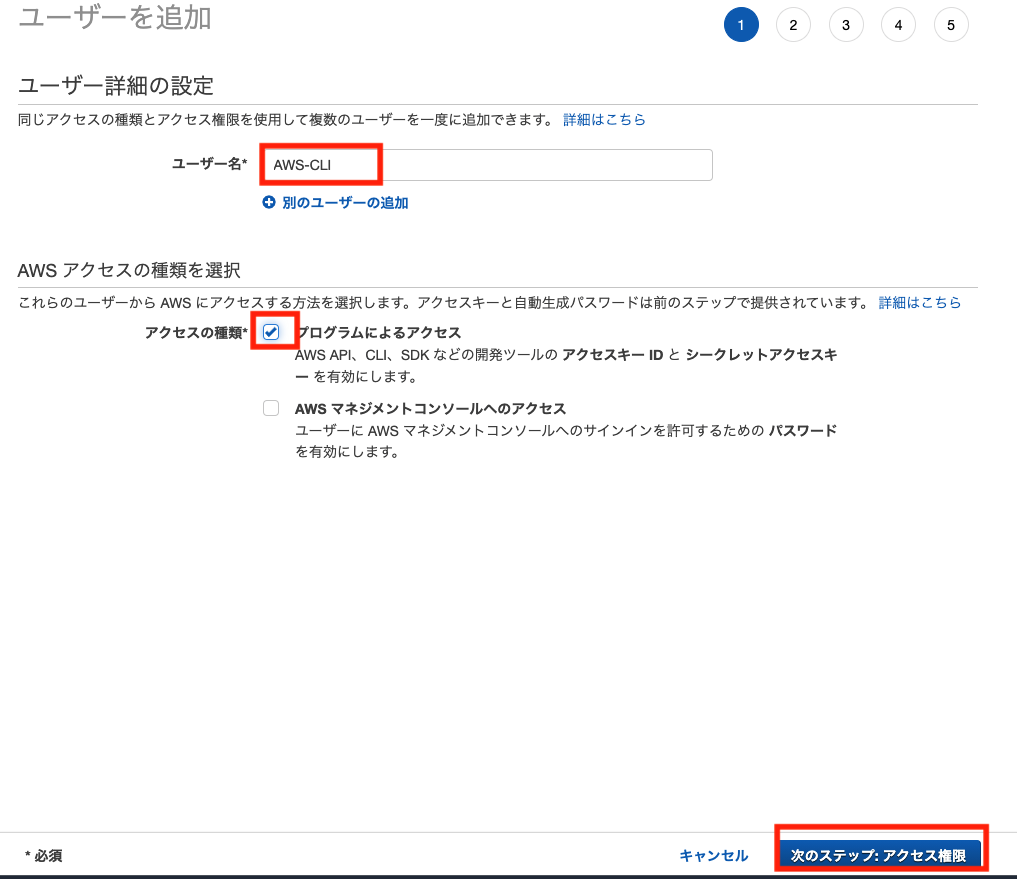 ユーザーを追加
1 2 3 4 5
ユーザー詳細の設定
同じアクセスの種類とアクセス権限を使用して複数のユーザーを一度に追加できます。 詳細はこちら
ユーザー名* AWS-CLI
別のユーザーの追加
AWS アクセスの種類を選択
これらのユーザーから AWS にアクセスする方法を選択します。アクセスキーと自動生成パスワードは前のステップで提供されています。 詳細はこちら
アクセスの種類* プログラムによるアクセス
AWS API、CLI、SDK などの開発ツールの アクセスキー ID と シークレットアクセスキ
ー を有効にします。
AWS マネジメントコンソールへのアクセス
ユーザーに AWS マネジメントコンソールへのサインインを許可するための パスワード
を有効にします。
* 必須 キャンセル 次のステップ: アクセス権限